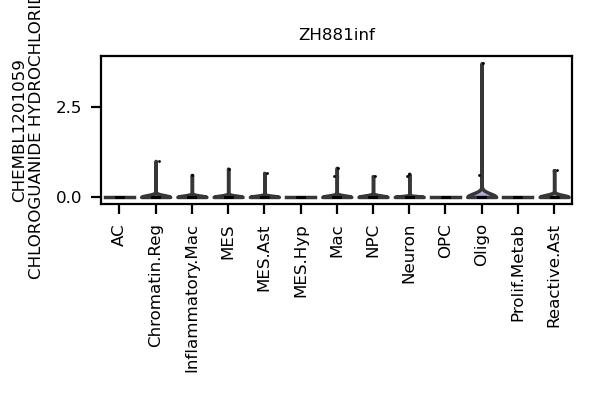 ZH881inf
CHEMBL1201059
CHLOROGUANIDE
2.5
0.0
AC
Chromatin.Reg
Inflammatory.Mac
MES
MES.Ast
MES.Hyp
Mac
NPC
Neuron
OPC
Oligo
Prolif.Metab
Reactive.Ast